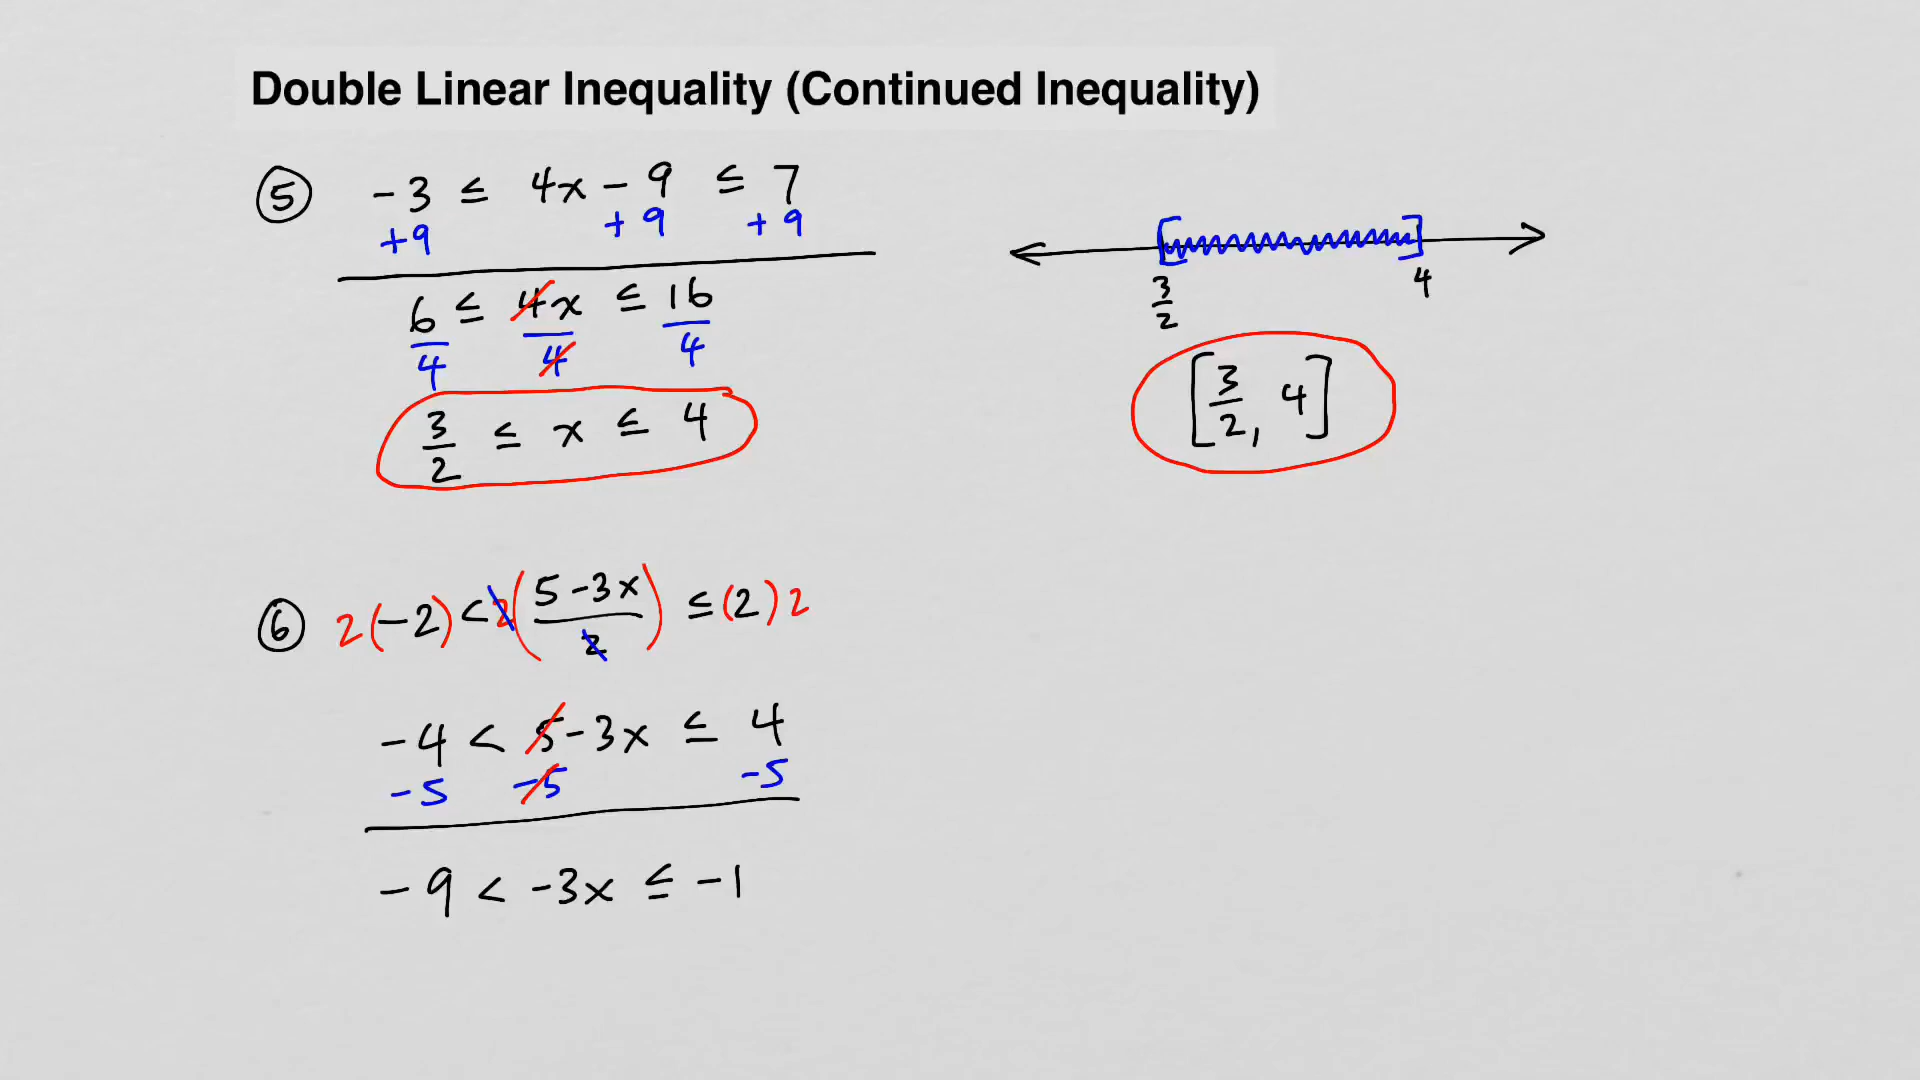 Double Linear Inequality (Continued Inequality)
⑤ -3 ≤ 4x - 9 ≤ 7
+9 +9 +9
6 ≤ 4x ≤ 16
4 4 4
3/2 ≤ x ≤ 4
3/2 4
[3/2, 4]
⑥ 2(-2) < 2((5-3x)/2) ≤ (2)2
-4 < 5-3x ≤ 4
-5 -5 -5
-9 < -3x ≤ -1